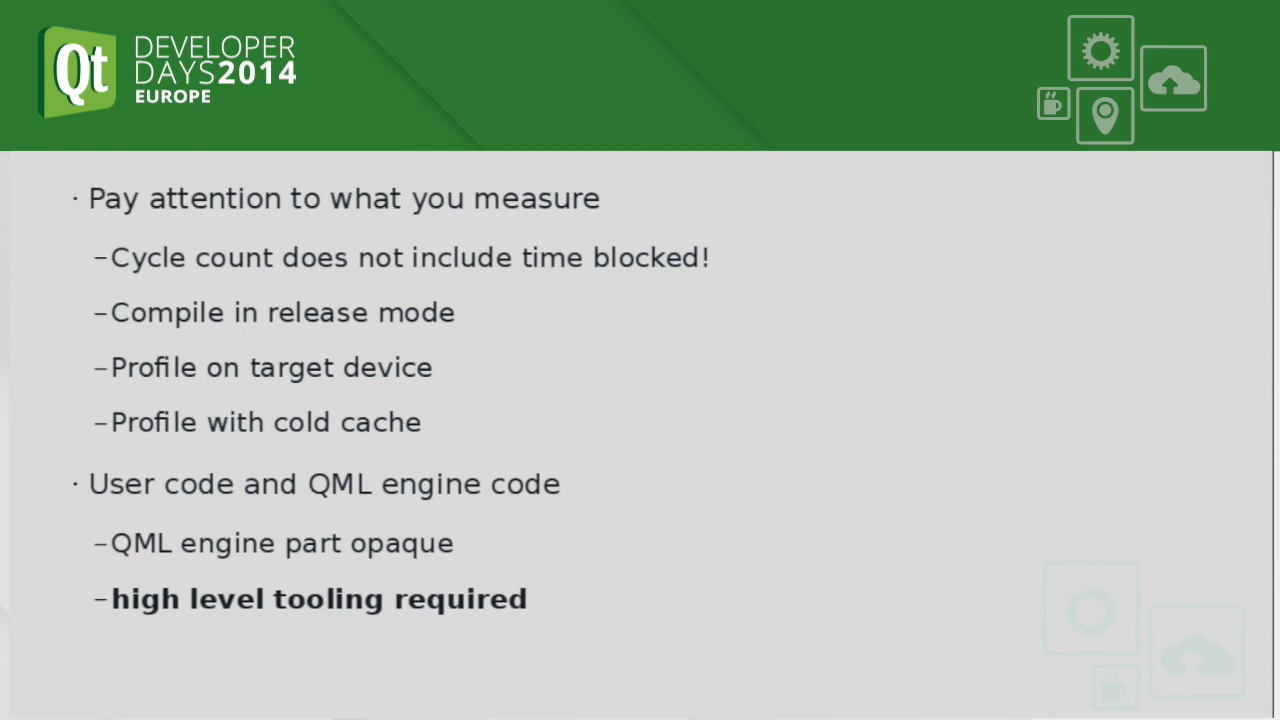 Qt DEVELOPER
DAYS2014
EUROPE
· Pay attention to what you measure
–Cycle count does not include time blocked!
–Compile in release mode
–Profile on target device
–Profile with cold cache
· User code and QML engine code
–QML engine part opaque
–high level tooling required